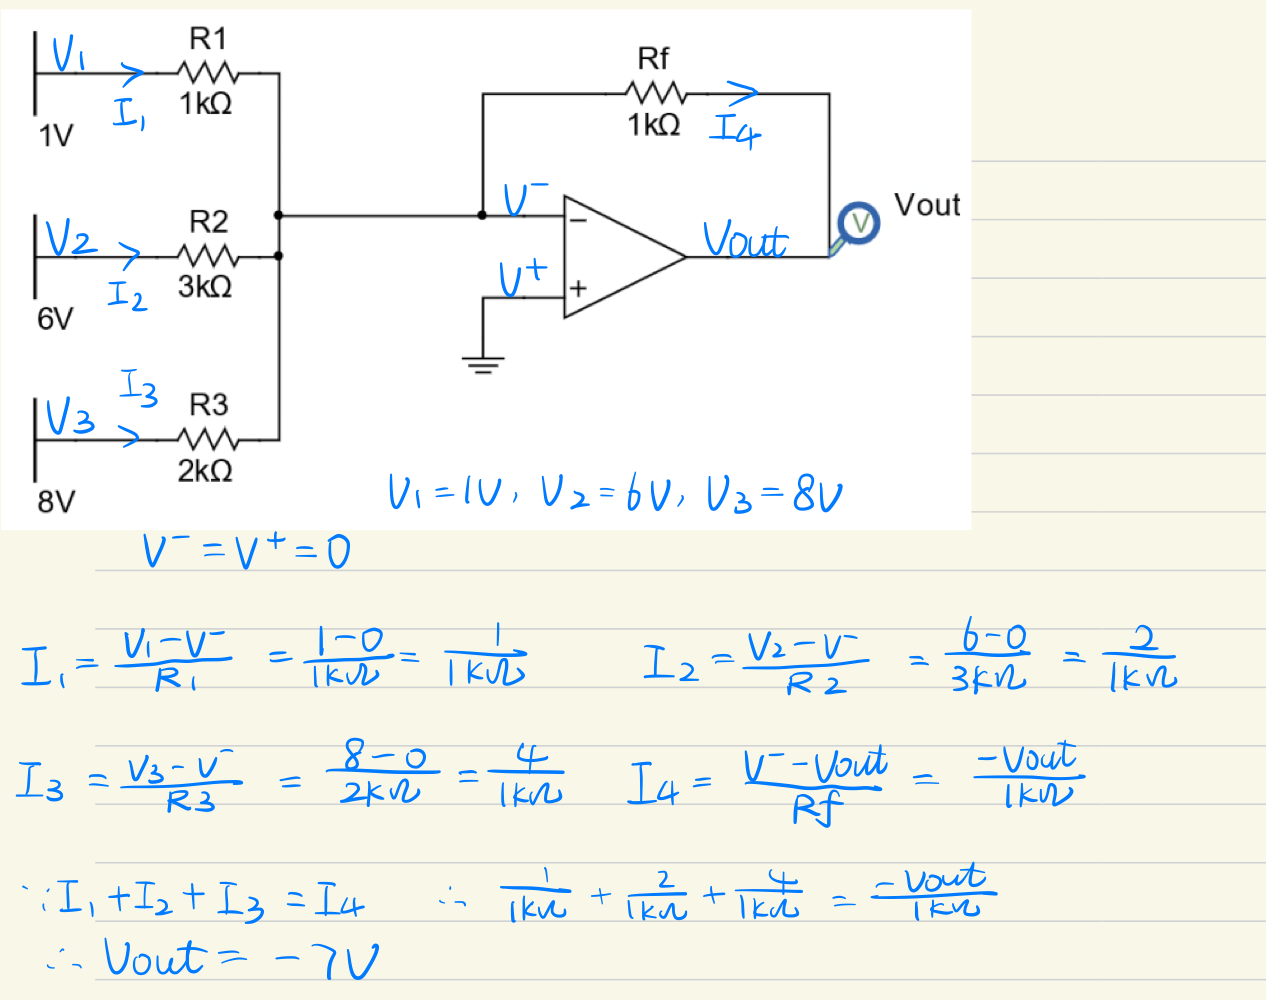 V₁ R1 Rf
I₁ 1kΩ 1kΩ I₄
1V
V⁻ − Vout
V₂ R2 Vout V
I₂ 3kΩ V⁺ +
6V
I₃
V₃ R3
2kΩ
8V V₁=1V, V₂=6V, V₃=8V
V⁻=V⁺=0
I₁ = (V₁−V⁻)/R₁ = (1−0)/1kΩ = 1/1kΩ I₂ = (V₂−V⁻)/R₂ = (6−0)/3kΩ = 2/1kΩ
I₃ = (V₃−V⁻)/R₃ = (8−0)/2kΩ = 4/1kΩ I₄ = (V⁻−Vout)/Rf = −Vout/1kΩ
∵ I₁+I₂+I₃=I₄ ∴ 1/1kΩ + 2/1kΩ + 4/1kΩ = −Vout/1kΩ
∴ Vout = −7V